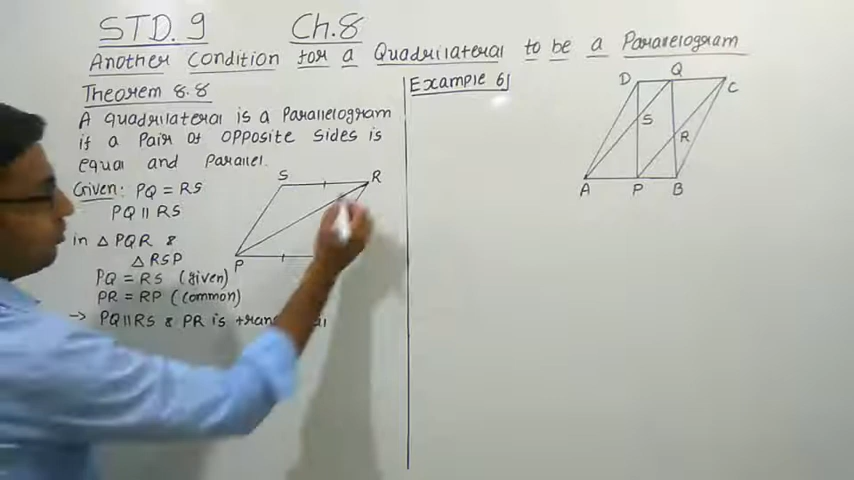 STD. 9 Ch.8
Another Condition for a Quadrilateral to be a Parallelogram
Theorem 8.8
A quadrilateral is a Parallelogram
if a Pair of opposite sides is
equal and Parallel.
Given: PQ = RS
PQ || RS
in △ PQR &
△ RSP
PQ = RS (given)
PR = RP (common)
→ PQ||RS & PR is
S R
P
Example 6
D Q C
S
R
A P B